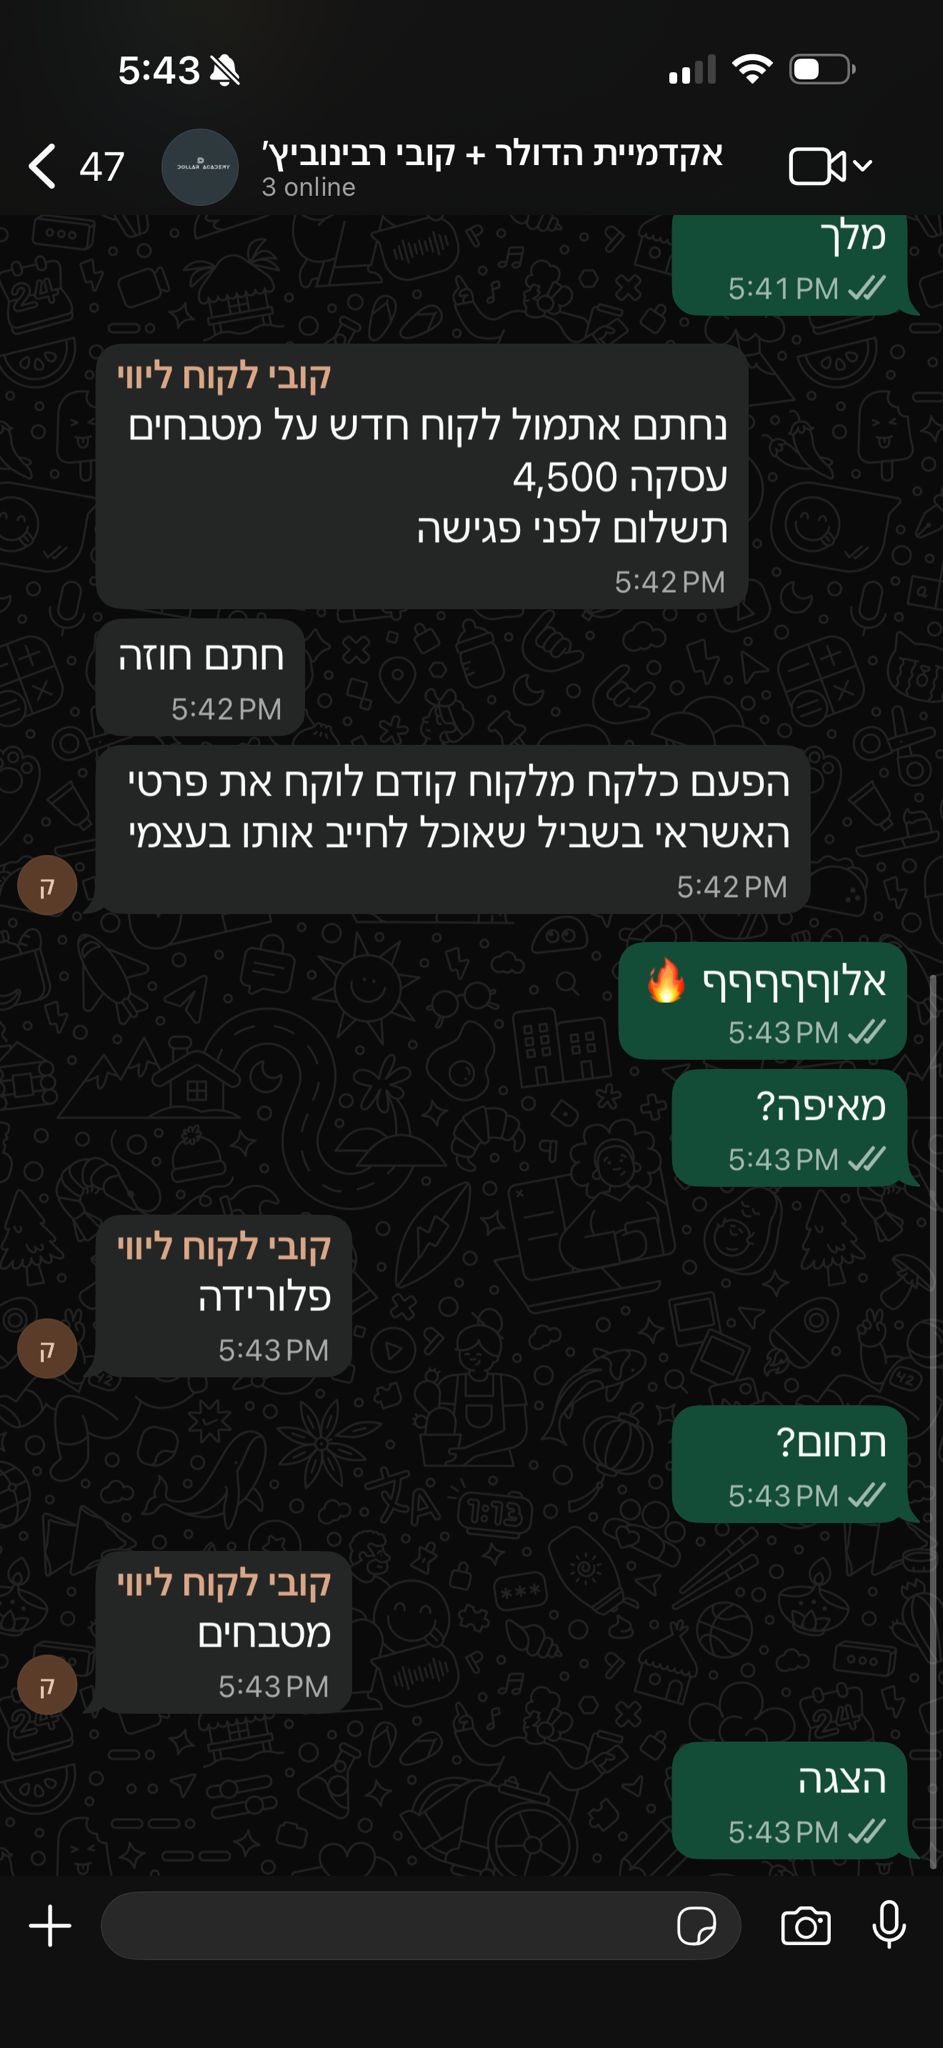 5:43
47
אקדמיית הדולר + קובי רבינוביץ'
3 online
DOLLAR ACADEMY
מלך
5:41 PM
קובי לקוח ליווי
נחתם אתמול לקוח חדש על מטבחים
עסקה 4,500
תשלום לפני פגישה
5:42 PM
חתם חוזה
5:42 PM
הפעם כלקח מלקוח קודם לוקח את פרטי
האשראי בשביל שאוכל לחייב אותו בעצמי
5:42 PM
ק
אלוףףףףףף 🔥
5:43 PM
מאיפה?
5:43 PM
קובי לקוח ליווי
פלורידה
5:43 PM
ק
תחום?
5:43 PM
קובי לקוח ליווי
מטבחים
5:43 PM
ק
הצגה
5:43 PM